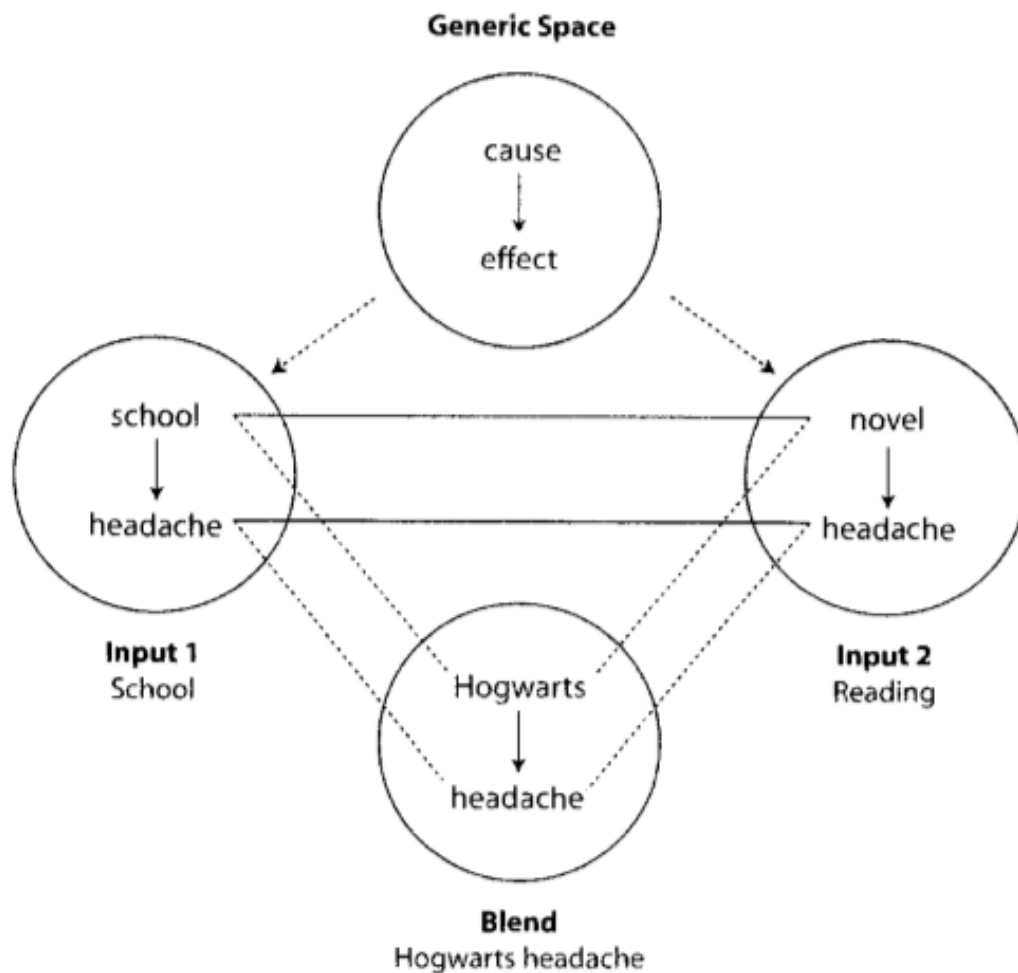 Generic Space
cause
effect
school
novel
headache
headache
Input 1
School
Input 2
Reading
Hogwarts
headache
Blend
Hogwarts headache